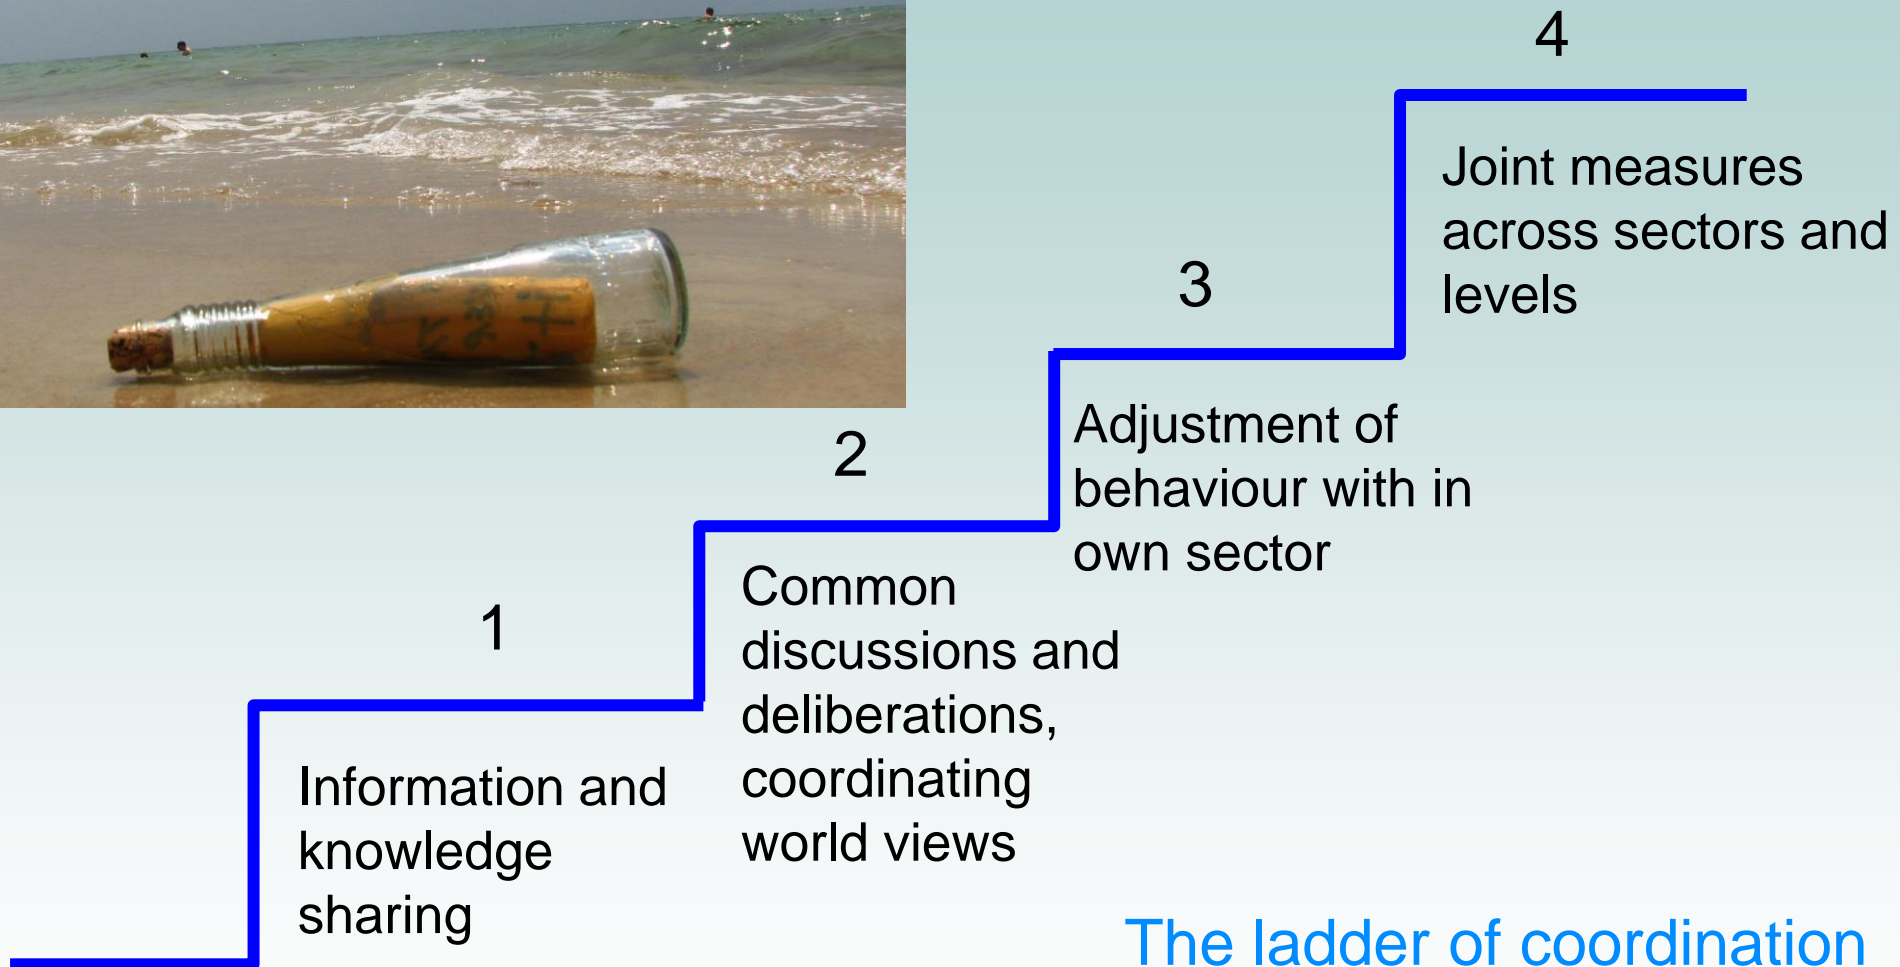 4
Joint measures
across sectors and
levels
3
Adjustment of
behaviour with in
own sector
2
Common
discussions and
deliberations,
coordinating
world views
1
Information and
knowledge
sharing
The ladder of coordination